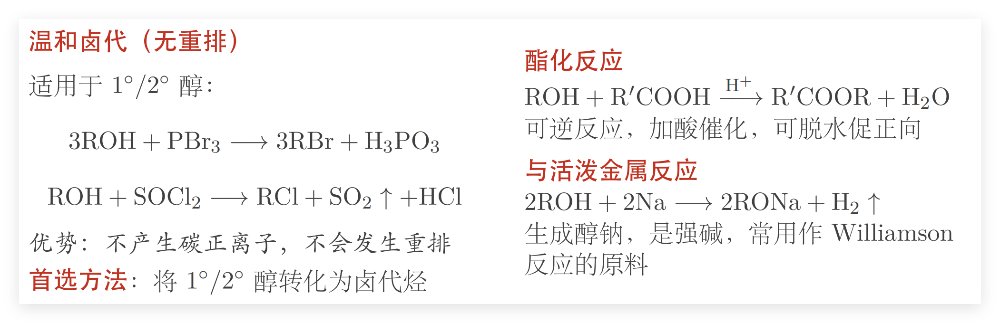 温和卤代（无重排）
适用于 1°/2° 醇：
3ROH + PBr₃ ⟶ 3RBr + H₃PO₃
ROH + SOCl₂ ⟶ RCl + SO₂ ↑ +HCl
优势：不产生碳正离子，不会发生重排
首选方法：将 1°/2° 醇转化为卤代烃
酯化反应
ROH + R′COOH —H⁺→ R′COOR + H₂O
可逆反应，加酸催化，可脱水促正向
与活泼金属反应
2ROH + 2Na ⟶ 2RONa + H₂ ↑
生成醇钠，是强碱，常用作 Williamson
反应的原料